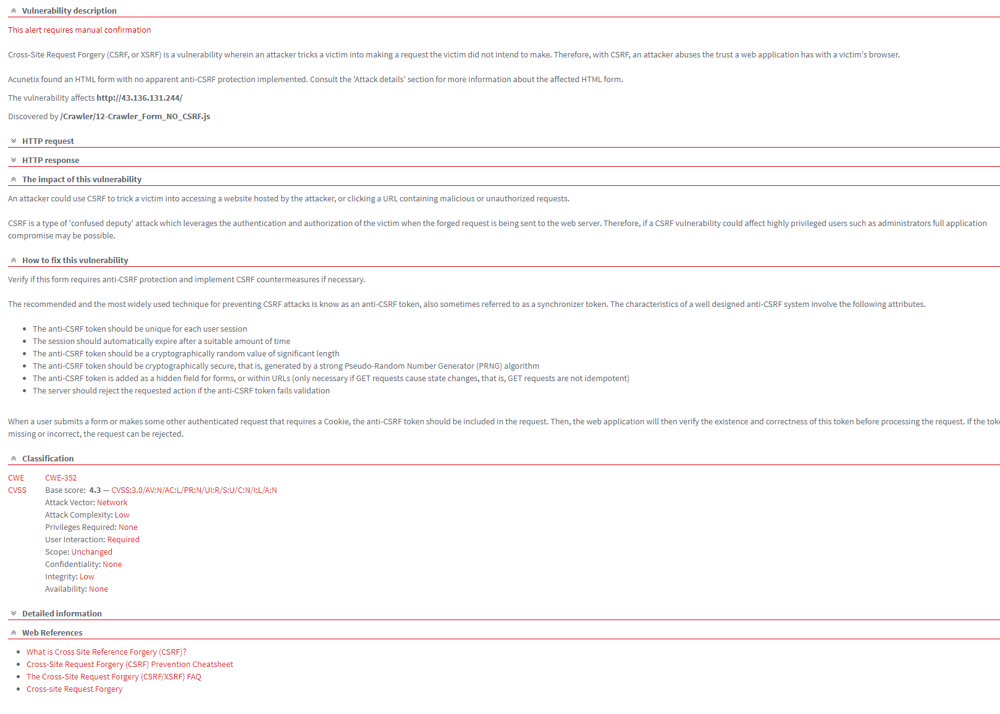 Vulnerability description
This alert requires manual confirmation
Cross-Site Request Forgery (CSRF, or XSRF) is a vulnerability wherein an attacker tricks a victim into making a request the victim did not intend to make. Therefore, with CSRF, an attacker abuses the trust a web application has with a victim's browser.
Acunetix found an HTML form with no apparent anti-CSRF protection implemented. Consult the 'Attack details' section for more information about the affected HTML form.
The vulnerability affects http://43.136.131.244/
Discovered by /Crawler/12-Crawler_Form_NO_CSRF.js
HTTP request
HTTP response
The impact of this vulnerability
An attacker could use CSRF to trick a victim into accessing a website hosted by the attacker, or clicking a URL containing malicious or unauthorized requests.
CSRF is a type of 'confused deputy' attack which leverages the authentication and authorization of the victim when the forged request is being sent to the web server. Therefore, if a CSRF vulnerability could affect highly privileged users such as administrators full application
compromise may be possible.
How to fix this vulnerability
Verify if this form requires anti-CSRF protection and implement CSRF countermeasures if necessary.
The recommended and the most widely used technique for preventing CSRF attacks is know as an anti-CSRF token, also sometimes referred to as a synchronizer token. The characteristics of a well designed anti-CSRF system involve the following attributes.
• The anti-CSRF token should be unique for each user session
• The session should automatically expire after a suitable amount of time
• The anti-CSRF token should be a cryptographically random value of significant length
• The anti-CSRF token should be cryptographically secure, that is, generated by a strong Pseudo-Random Number Generator (PRNG) algorithm
• The anti-CSRF token is added as a hidden field for forms, or within URLs (only necessary if GET requests cause state changes, that is, GET requests are not idempotent)
• The server should reject the requested action if the anti-CSRF token fails validation
When a user submits a form or makes some other authenticated request that requires a Cookie, the anti-CSRF token should be included in the request. Then, the web application will then verify the existence and correctness of this token before processing the request. If the
missing or incorrect, the request can be rejected.
Classification
CWE CWE-352
CVSS Base score: 4.3 — CVSS:3.0/AV:N/AC:L/PR:N/UI:R/S:U/C:N/I:L/A:N
Attack Vector: Network
Attack Complexity: Low
Privileges Required: None
User Interaction: Required
Scope: Unchanged
Confidentiality: None
Integrity: Low
Availability: None
Detailed information
Web References
• What is Cross Site Reference Forgery (CSRF)?
• Cross-Site Request Forgery (CSRF) Prevention Cheatsheet
• The Cross-Site Request Forgery (CSRF/XSRF) FAQ
• Cross-site Request Forgery